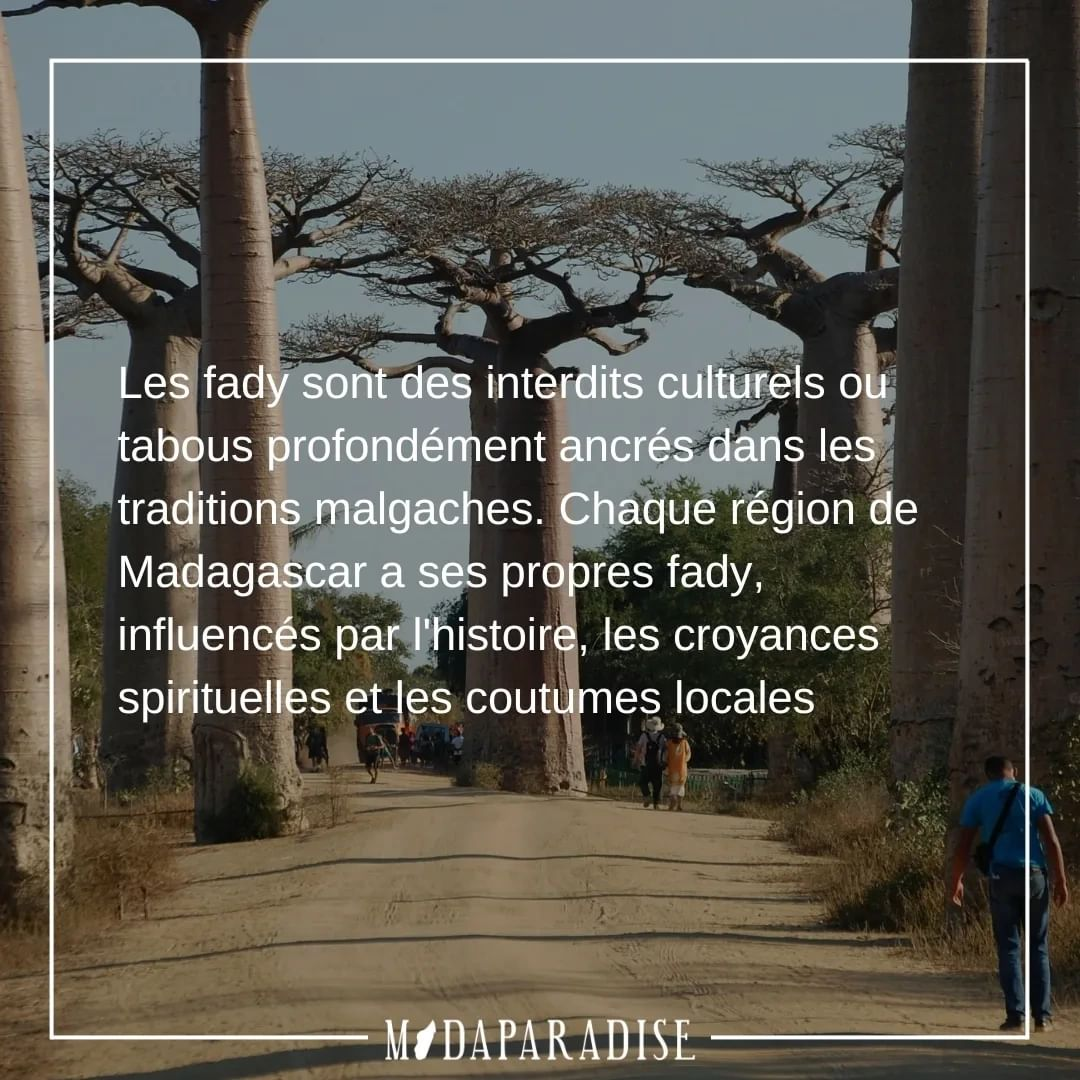 Les fady sont des interdits culturels ou
tabous profondément ancrés dans les
traditions malgaches. Chaque région de
Madagascar a ses propres fady,
influencés par l'histoire, les croyances
spirituelles et les coutumes locales
MADAPARADISE